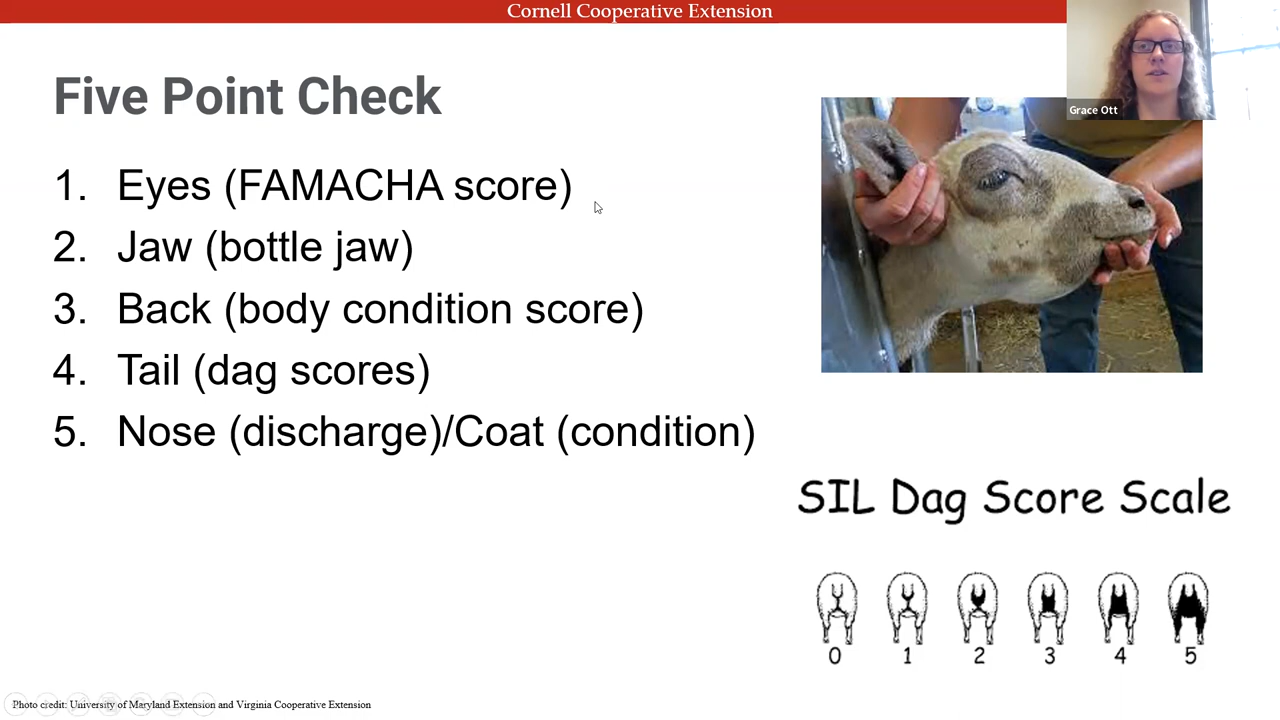 Cornell Cooperative Extension
Grace Ott
Five Point Check
1. Eyes (FAMACHA score)
2. Jaw (bottle jaw)
3. Back (body condition score)
4. Tail (dag scores)
5. Nose (discharge)/Coat (condition)
SIL Dag Score Scale
0 1 2 3 4 5
Photo credit: University of Maryland Extension and Virginia Cooperative Extension